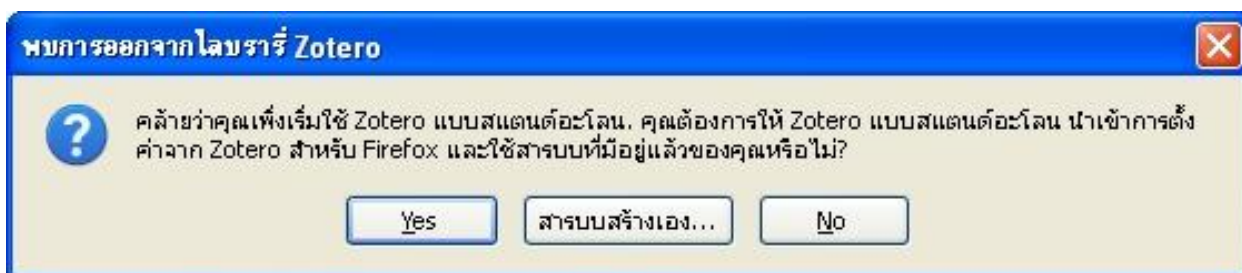 พบการออกจากไลบรารี่ Zotero
คล้ายว่าคุณเพิ่งเริ่มใช้ Zotero แบบสแตนด์อะโลน. คุณต้องการให้ Zotero แบบสแตนด์อะโลน นำเข้าการตั้ง
ค่าจาก Zotero สำหรับ Firefox และใช้สารบบที่มีอยู่แล้วของคุณหรือไม่?
Yes
สารบบสร้างเอง...
No